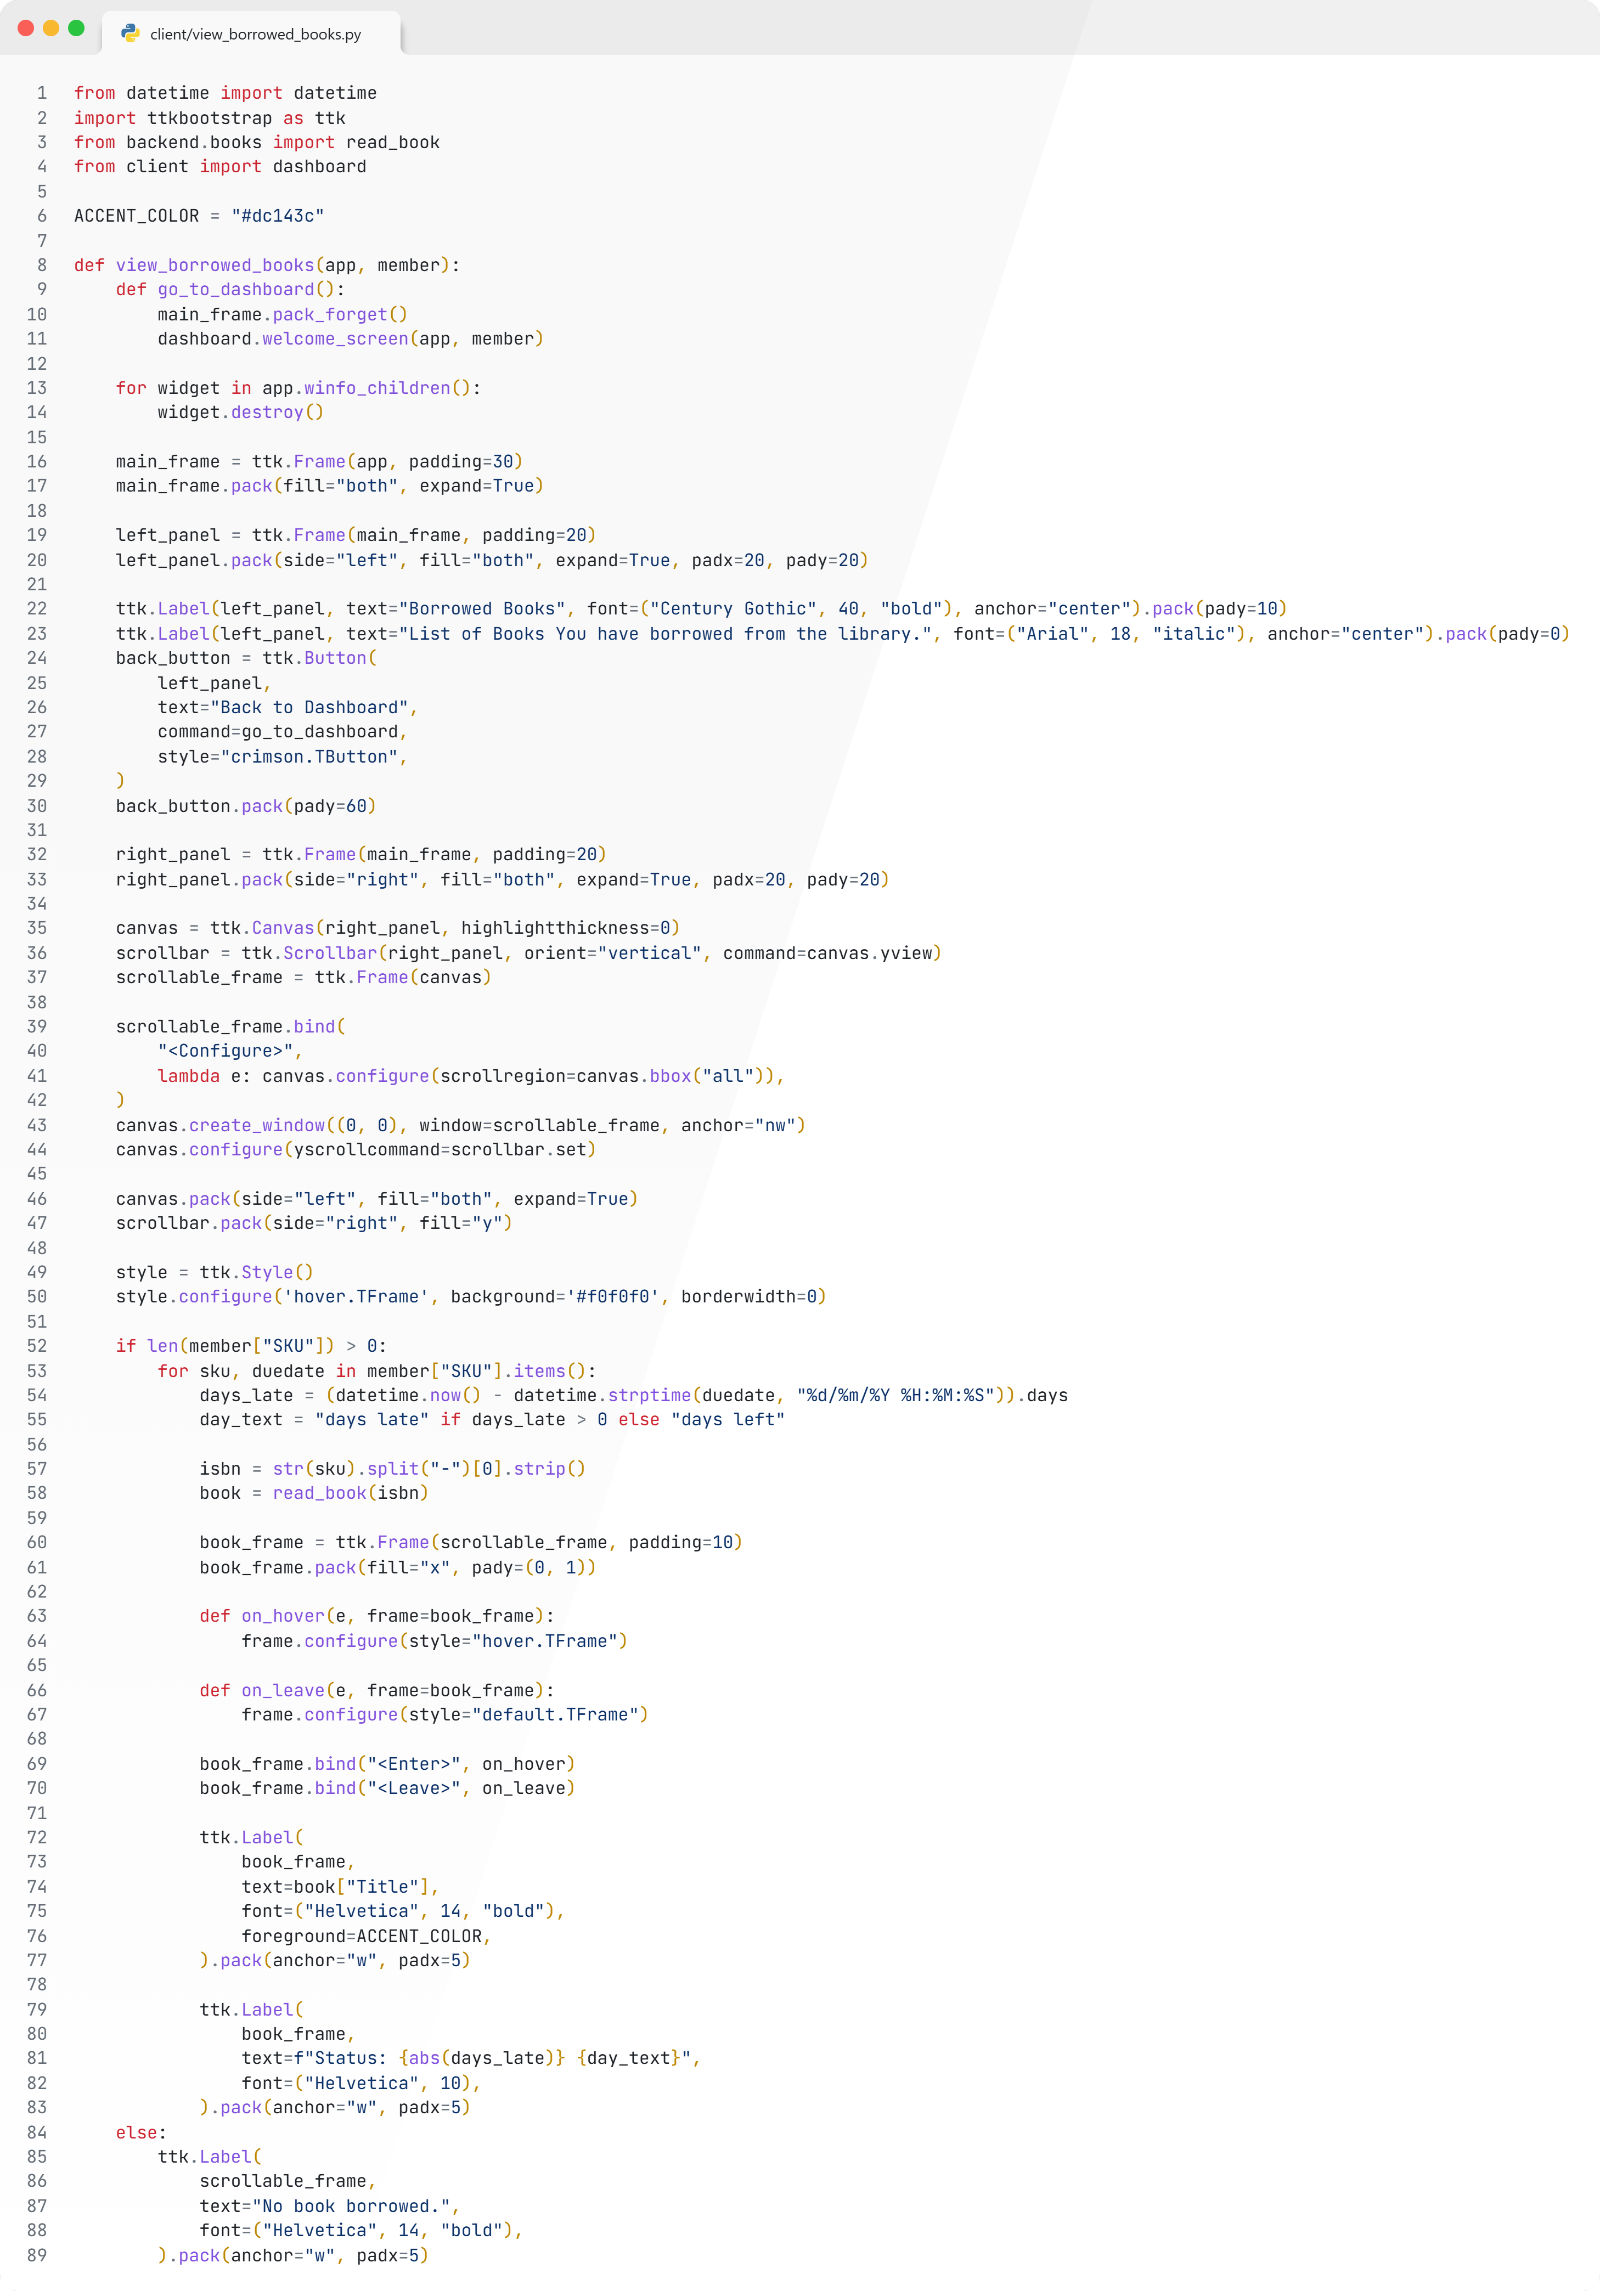 client/view_borrowed_books.py
1 from datetime import datetime
2 import ttkbootstrap as ttk
3 from backend.books import read_book
4 from client import dashboard
5
6 ACCENT_COLOR = "#dc143c"
7
8 def view_borrowed_books(app, member):
9     def go_to_dashboard():
10         main_frame.pack_forget()
11         dashboard.welcome_screen(app, member)
12
13     for widget in app.winfo_children():
14         widget.destroy()
15
16     main_frame = ttk.Frame(app, padding=30)
17     main_frame.pack(fill="both", expand=True)
18
19     left_panel = ttk.Frame(main_frame, padding=20)
20     left_panel.pack(side="left", fill="both", expand=True, padx=20, pady=20)
21
22     ttk.Label(left_panel, text="Borrowed Books", font=("Century Gothic", 40, "bold"), anchor="center").pack(pady=10)
23     ttk.Label(left_panel, text="List of Books You have borrowed from the library.", font=("Arial", 18, "italic"), anchor="center").pack(pady=0)
24     back_button = ttk.Button(
25         left_panel,
26         text="Back to Dashboard",
27         command=go_to_dashboard,
28         style="crimson.TButton",
29     )
30     back_button.pack(pady=60)
31
32     right_panel = ttk.Frame(main_frame, padding=20)
33     right_panel.pack(side="right", fill="both", expand=True, padx=20, pady=20)
34
35     canvas = ttk.Canvas(right_panel, highlightthickness=0)
36     scrollbar = ttk.Scrollbar(right_panel, orient="vertical", command=canvas.yview)
37     scrollable_frame = ttk.Frame(canvas)
38
39     scrollable_frame.bind(
40         "<Configure>",
41         lambda e: canvas.configure(scrollregion=canvas.bbox("all")),
42     )
43     canvas.create_window((0, 0), window=scrollable_frame, anchor="nw")
44     canvas.configure(yscrollcommand=scrollbar.set)
45
46     canvas.pack(side="left", fill="both", expand=True)
47     scrollbar.pack(side="right", fill="y")
48
49     style = ttk.Style()
50     style.configure('hover.TFrame', background='#f0f0f0', borderwidth=0)
51
52     if len(member["SKU"]) > 0:
53         for sku, duedate in member["SKU"].items():
54             days_late = (datetime.now() - datetime.strptime(duedate, "%d/%m/%Y %H:%M:%S")).days
55             day_text = "days late" if days_late > 0 else "days left"
56
57             isbn = str(sku).split("-")[0].strip()
58             book = read_book(isbn)
59
60             book_frame = ttk.Frame(scrollable_frame, padding=10)
61             book_frame.pack(fill="x", pady=(0, 1))
62
63             def on_hover(e, frame=book_frame):
64                 frame.configure(style="hover.TFrame")
65
66             def on_leave(e, frame=book_frame):
67                 frame.configure(style="default.TFrame")
68
69             book_frame.bind("<Enter>", on_hover)
70             book_frame.bind("<Leave>", on_leave)
71
72             ttk.Label(
73                 book_frame,
74                 text=book["Title"],
75                 font=("Helvetica", 14, "bold"),
76                 foreground=ACCENT_COLOR,
77             ).pack(anchor="w", padx=5)
78
79             ttk.Label(
80                 book_frame,
81                 text=f"Status: {abs(days_late)} {day_text}",
82                 font=("Helvetica", 10),
83             ).pack(anchor="w", padx=5)
84     else:
85         ttk.Label(
86             scrollable_frame,
87             text="No book borrowed.",
88             font=("Helvetica", 14, "bold"),
89         ).pack(anchor="w", padx=5)